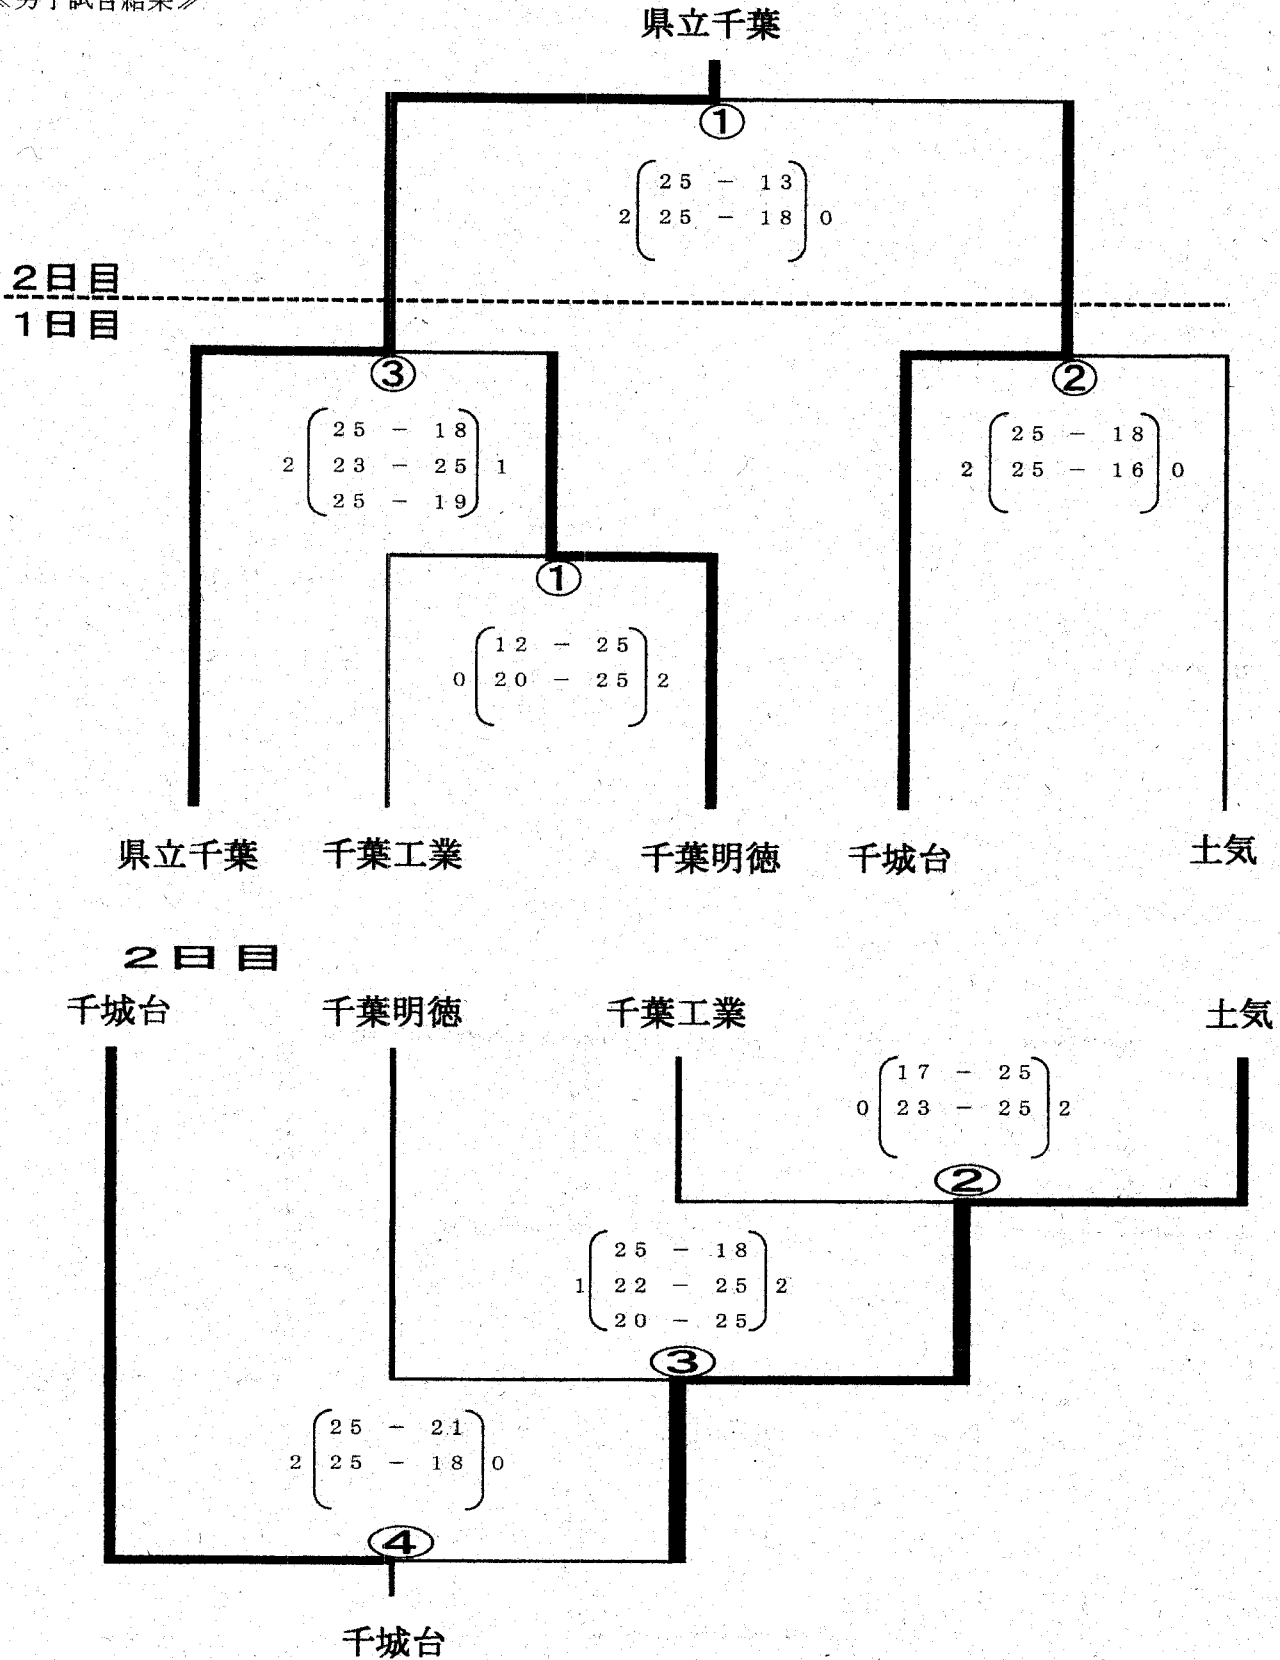 ≪男子試合結果≫
県立千葉
①
25 － 13
2 25 － 18 0
2日目
1日目
③
25 － 18
2 23 － 25 1
25 － 19
②
25 － 18
2 25 － 16 0
①
12 － 25
0 20 － 25 2
県立千葉 千葉工業 千葉明徳 千城台 土気
2日目
千城台 千葉明徳 千葉工業 土気
17 － 25
0 23 － 25 2
②
25 － 18
1 22 － 25 2
20 － 25
③
25 － 21
2 25 － 18 0
④
千城台